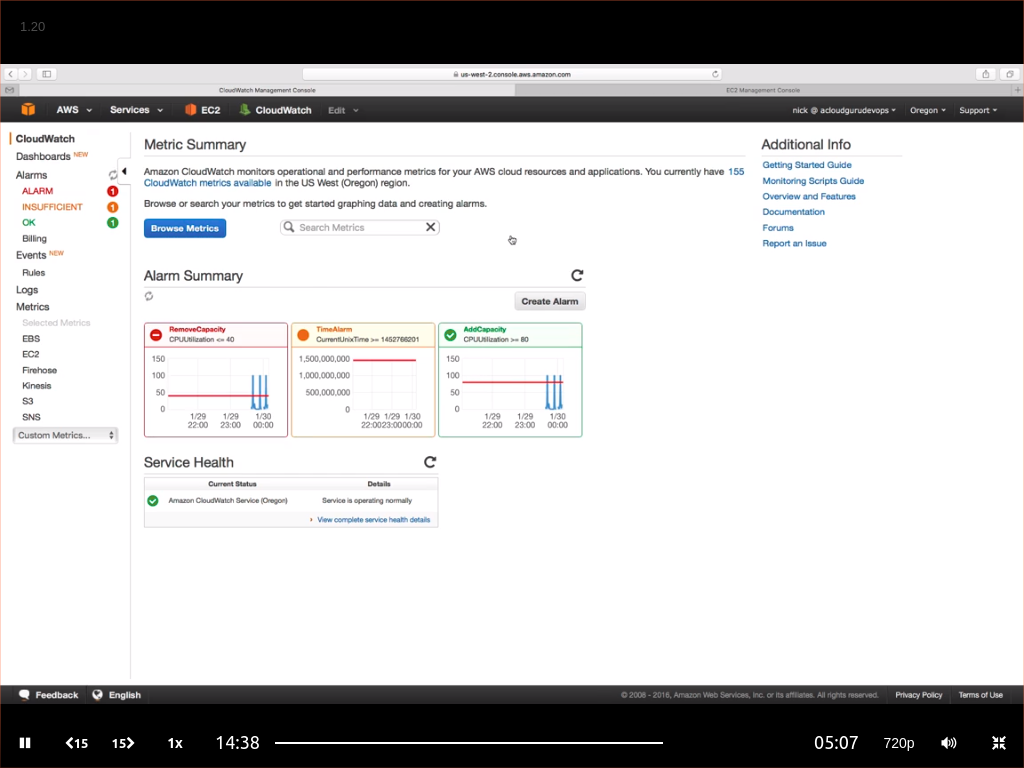 1.20
us-west-2.console.aws.amazon.com
CloudWatch Management Console
EC2 Management Console
AWS Services EC2 CloudWatch Edit nick @ acloudgurudevops Oregon Support
CloudWatch
Dashboards NEW
Alarms
ALARM 1
INSUFFICIENT 1
OK 1
Billing
Events NEW
Rules
Logs
Metrics
Selected Metrics
EBS
EC2
Firehose
Kinesis
S3
SNS
Custom Metrics...
Metric Summary
Amazon CloudWatch monitors operational and performance metrics for your AWS cloud resources and applications. You currently have 155
CloudWatch metrics available in the US West (Oregon) region.
Browse or search your metrics to get started graphing data and creating alarms.
Browse Metrics
Search Metrics
Alarm Summary
Create Alarm
RemoveCapacity
CPUUtilization <= 40
150
100
50
0
1/29 1/29 1/30
22:00 23:00 00:00
TimeAlarm
CurrentUnixTime >= 1452766201
1,500,000,000
1,000,000,000
500,000,000
0
1/29 1/29 1/30
22:00 23:00 00:00
AddCapacity
CPUUtilization >= 80
150
100
50
0
1/29 1/29 1/30
22:00 23:00 00:00
Service Health
Current Status Details
Amazon CloudWatch Service (Oregon) Service is operating normally
View complete service health details
Additional Info
Getting Started Guide
Monitoring Scripts Guide
Overview and Features
Documentation
Forums
Report an Issue
Feedback English © 2008 - 2016, Amazon Web Services, Inc. or its affiliates. All rights reserved. Privacy Policy Terms of Use
15 15 1x 14:38 05:07 720p